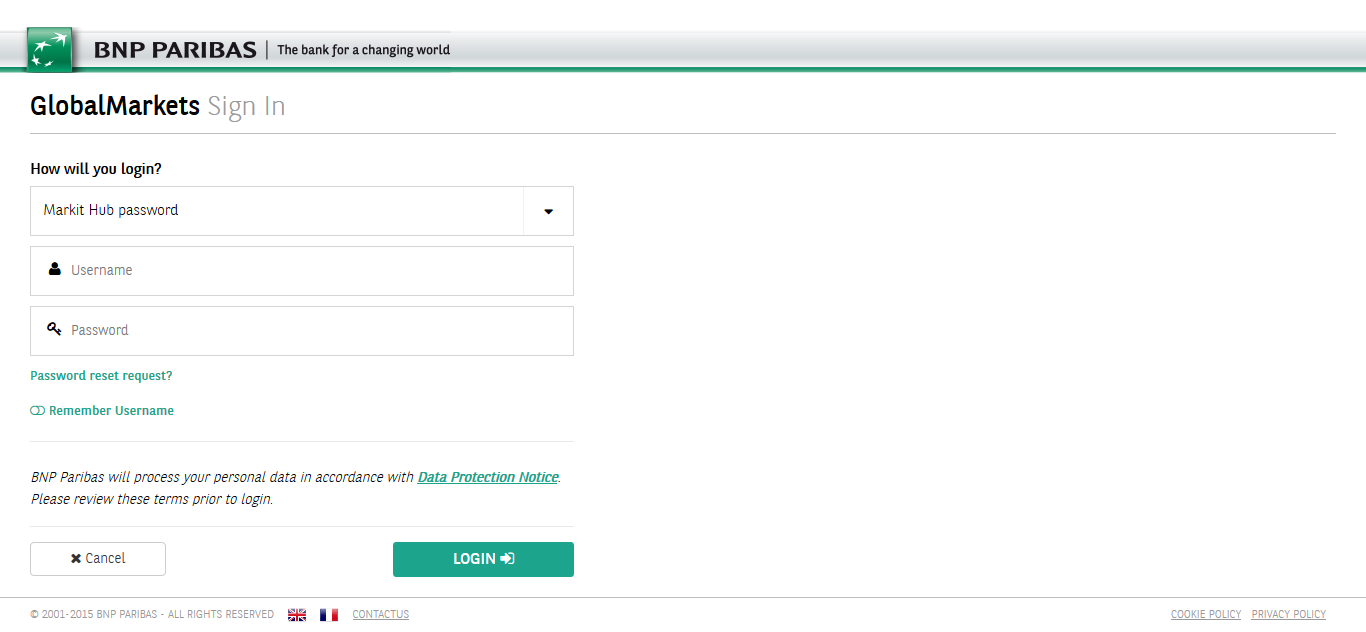 BNP PARIBAS | The bank for a changing world
GlobalMarkets Sign In
How will you login?
Markit Hub password
Username
Password
Password reset request?
Remember Username
BNP Paribas will process your personal data in accordance with Data Protection Notice.
Please review these terms prior to login.
Cancel
LOGIN
© 2001-2015 BNP PARIBAS - ALL RIGHTS RESERVED CONTACTUS COOKIE POLICY PRIVACY POLICY